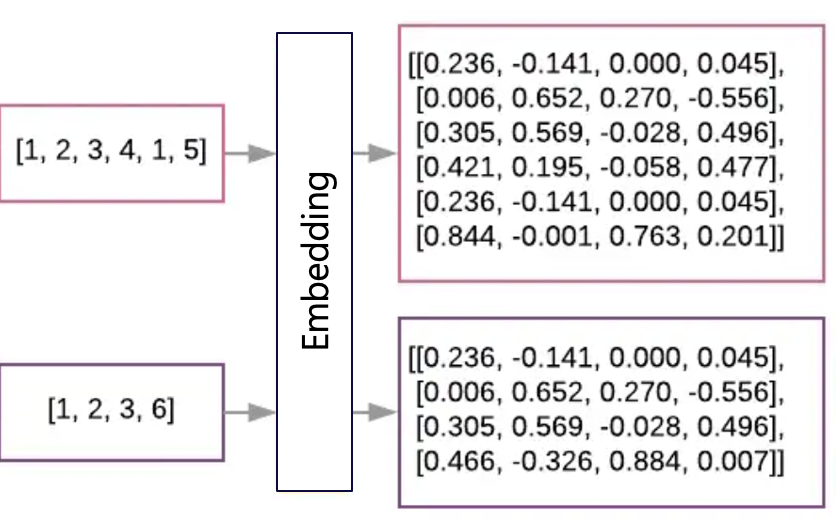 [1, 2, 3, 4, 1, 5]
Embedding
[[0.236, -0.141, 0.000, 0.045],
[0.006, 0.652, 0.270, -0.556],
[0.305, 0.569, -0.028, 0.496],
[0.421, 0.195, -0.058, 0.477],
[0.236, -0.141, 0.000, 0.045],
[0.844, -0.001, 0.763, 0.201]]
[1, 2, 3, 6]
[[0.236, -0.141, 0.000, 0.045],
[0.006, 0.652, 0.270, -0.556],
[0.305, 0.569, -0.028, 0.496],
[0.466, -0.326, 0.884, 0.007]]